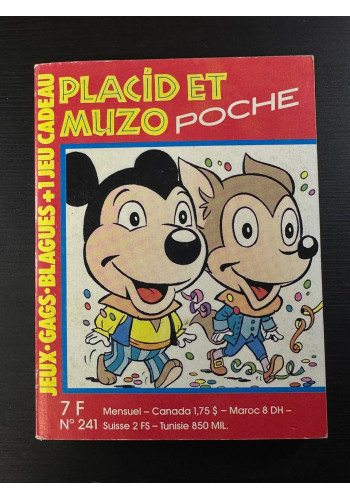 PLACID ET
MUZO POCHE
JEUX • GAGS • BLAGUES + 1 JEU CADEAU
7 F
N° 241
Mensuel – Canada 1,75 $ – Maroc 8 DH –
Suisse 2 FS – Tunisie 850 MIL.